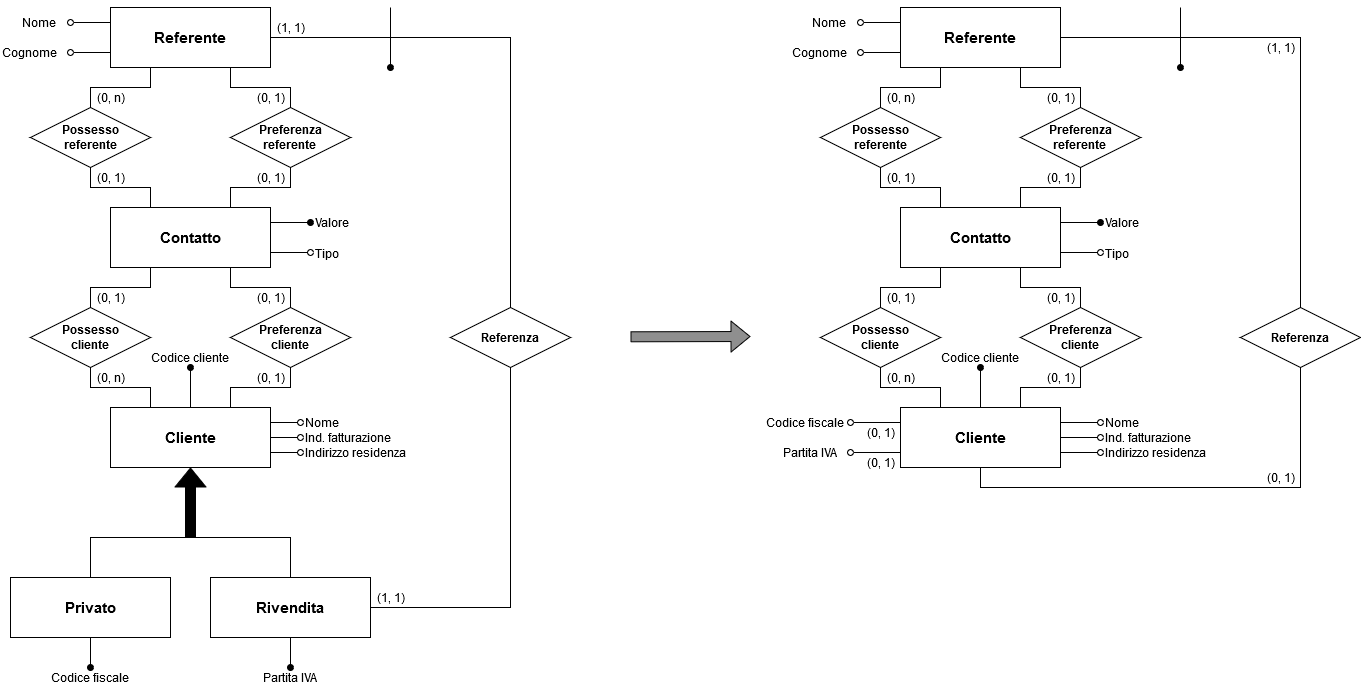 Nome
Cognome
Referente
(1, 1)
(0, n)
(0, 1)
Possesso
referente
Preferenza
referente
(0, 1)
(0, 1)
Contatto
Valore
Tipo
(0, 1)
(0, 1)
Possesso
cliente
Preferenza
cliente
Referenza
Codice cliente
(0, n)
(0, 1)
Cliente
Nome
Ind. fatturazione
Indirizzo residenza
Privato
Rivendita
(1, 1)
Codice fiscale
Partita IVA
Nome
Cognome
Referente
(1, 1)
(0, n)
(0, 1)
Possesso
referente
Preferenza
referente
(0, 1)
(0, 1)
Contatto
Valore
Tipo
(0, 1)
(0, 1)
Possesso
cliente
Preferenza
cliente
Referenza
Codice cliente
(0, n)
(0, 1)
Codice fiscale
(0, 1)
Partita IVA
(0, 1)
Cliente
Nome
Ind. fatturazione
Indirizzo residenza
(0, 1)